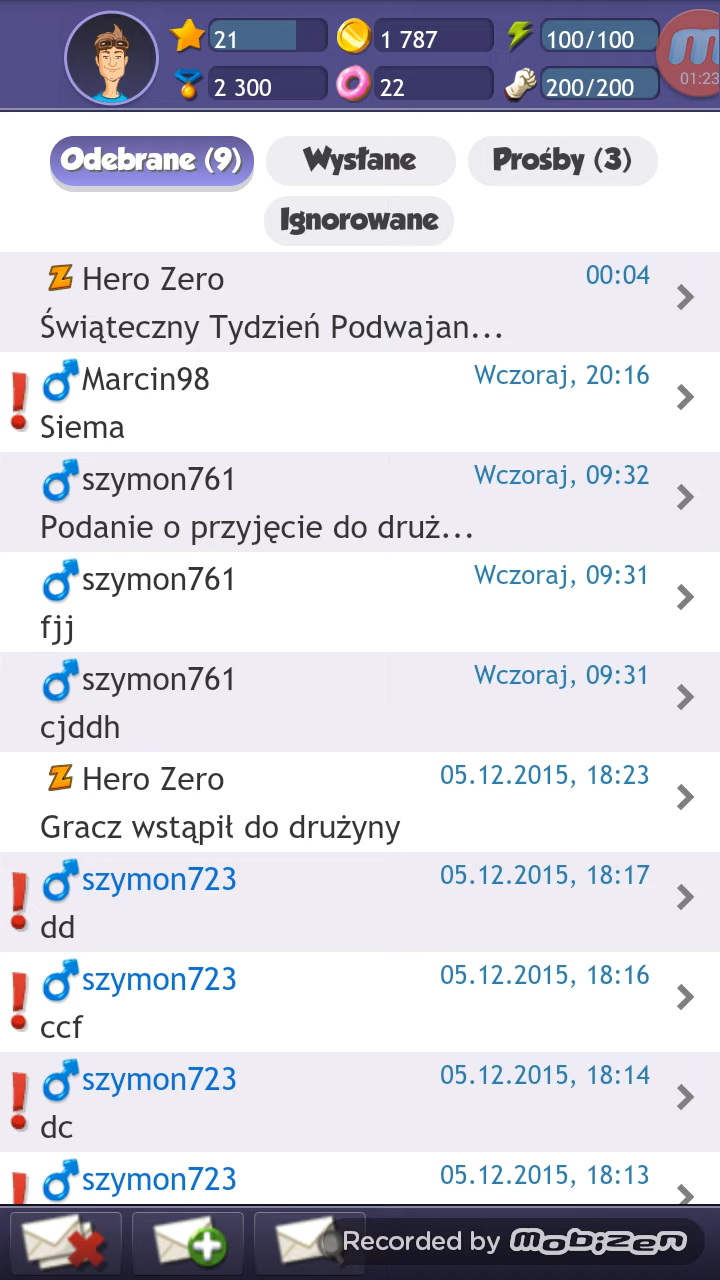 21
1 787
100/100
2 300
22
200/200
01:23
Odebrane (9)
Wysłane
Prośby (3)
Ignorowane
Hero Zero
00:04
Świąteczny Tydzień Podwajan...
Marcin98
Wczoraj, 20:16
Siema
szymon761
Wczoraj, 09:32
Podanie o przyjęcie do druż...
szymon761
Wczoraj, 09:31
fjj
szymon761
Wczoraj, 09:31
cjddh
Hero Zero
05.12.2015, 18:23
Gracz wstąpił do drużyny
szymon723
05.12.2015, 18:17
dd
szymon723
05.12.2015, 18:16
ccf
szymon723
05.12.2015, 18:14
dc
szymon723
05.12.2015, 18:13
Recorded by mobizen